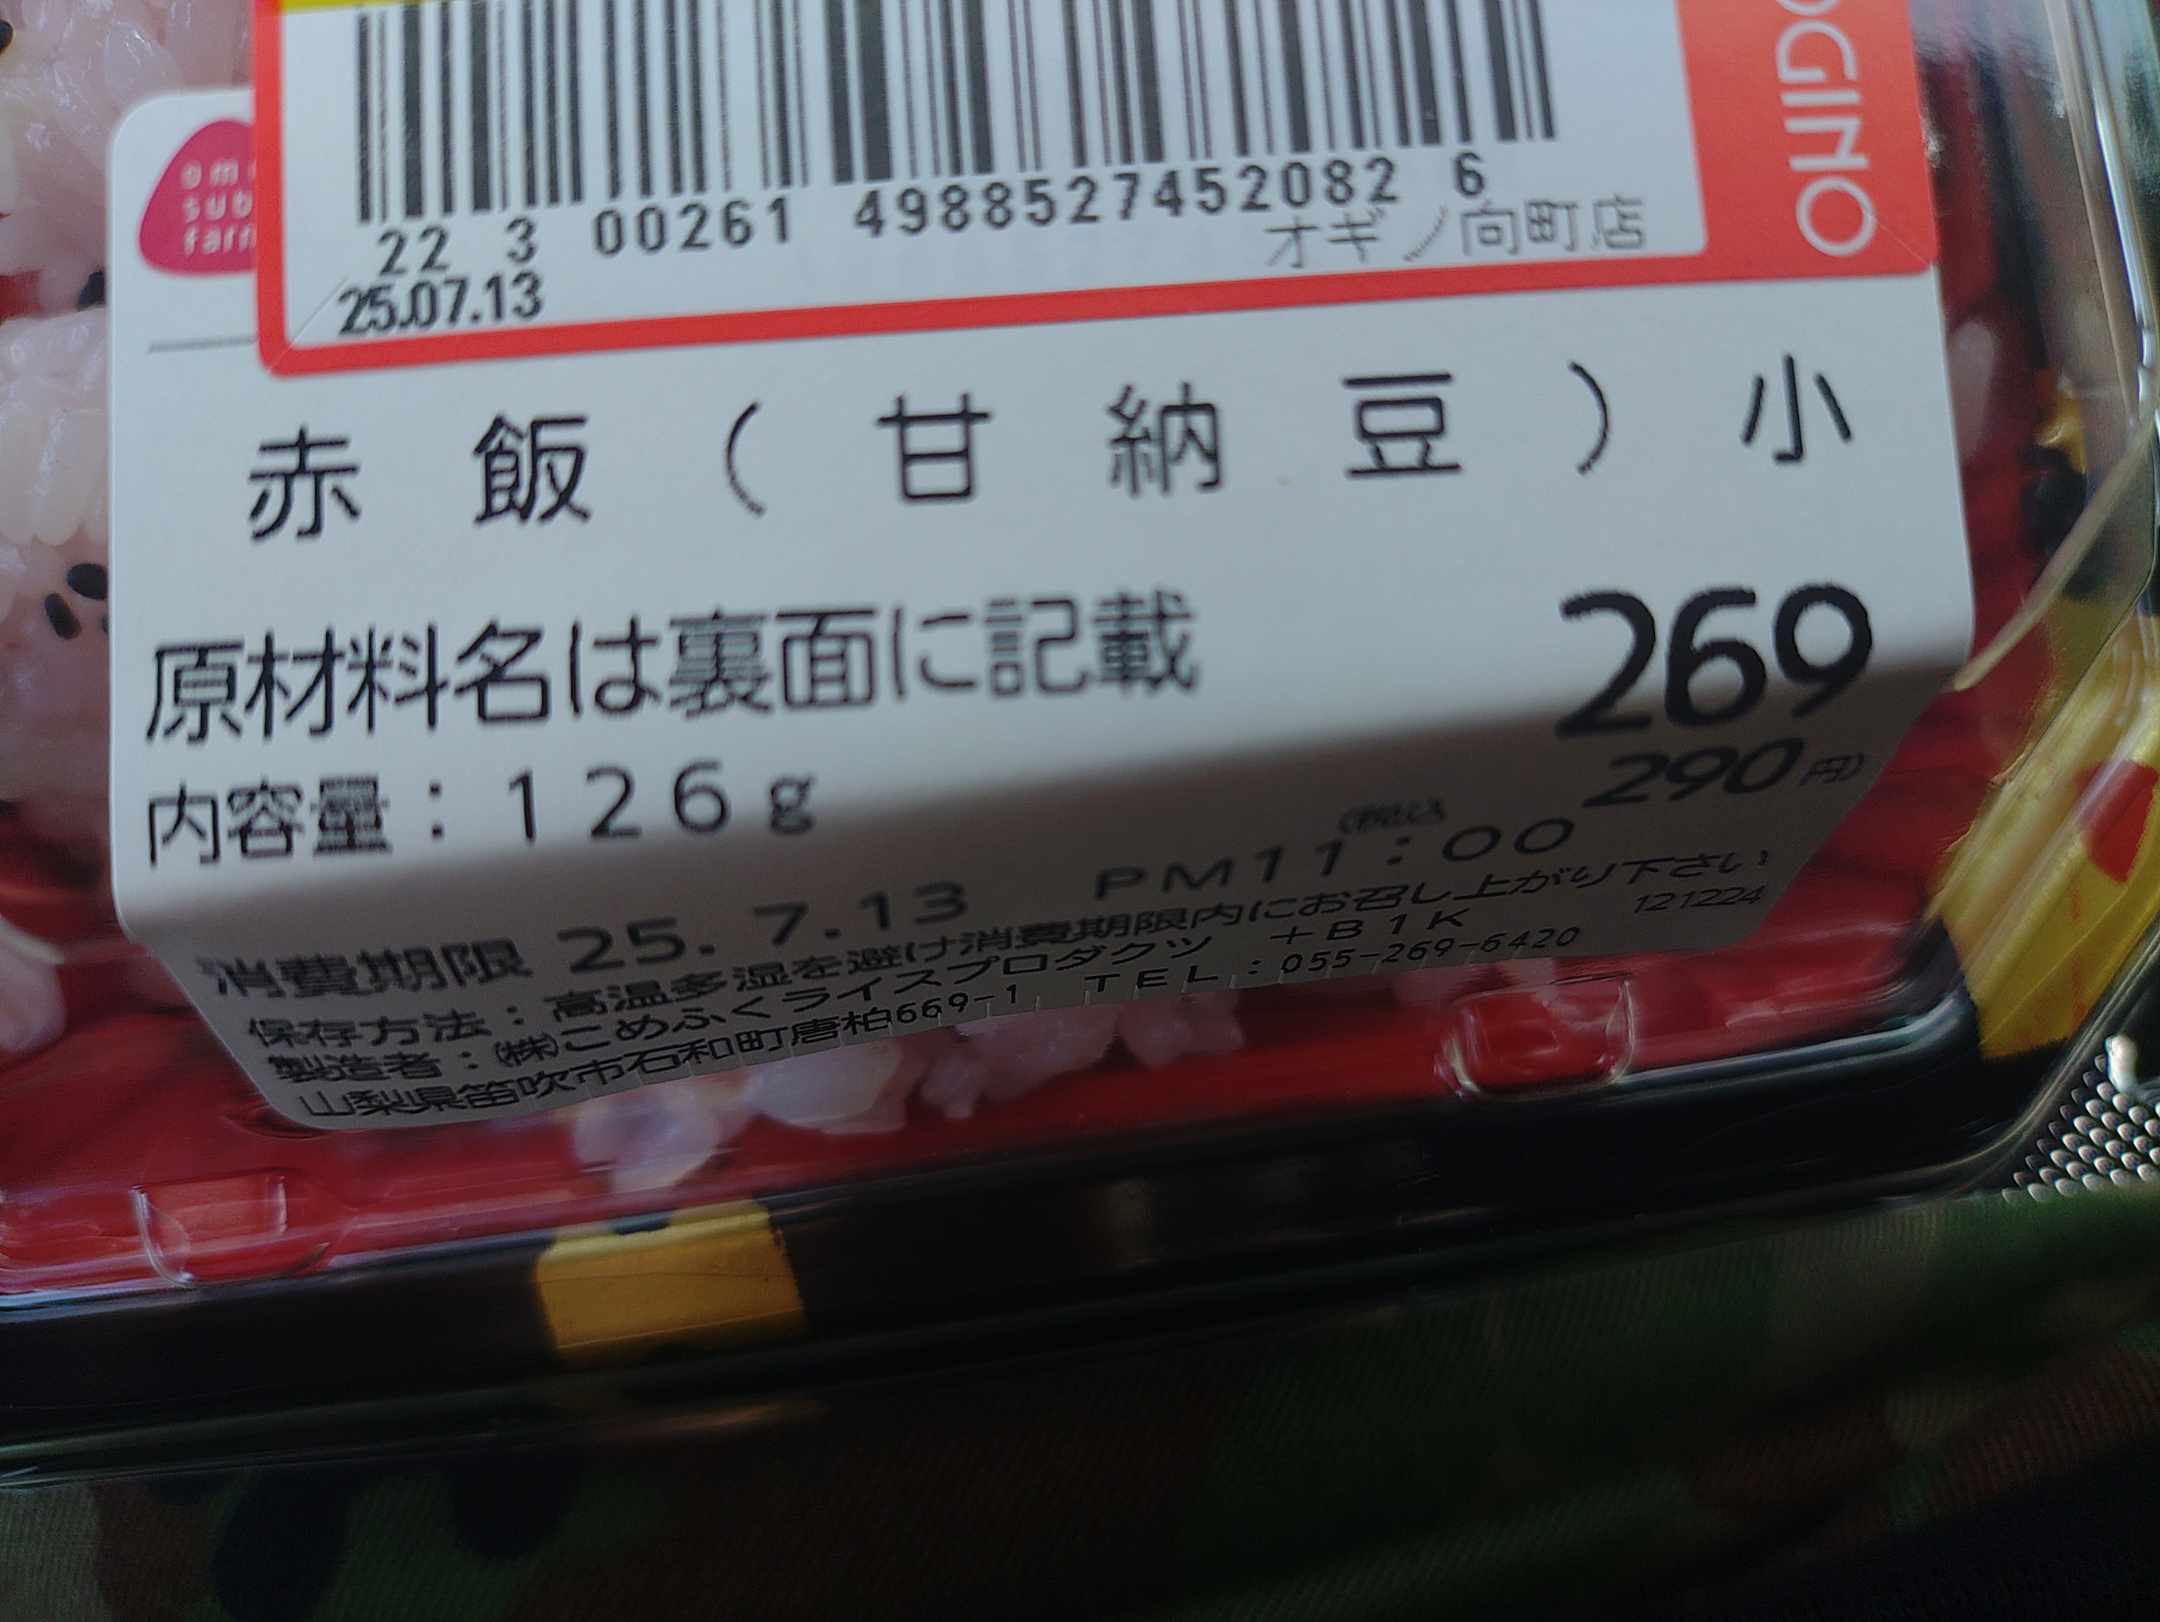 OGINO
22 3 00261 4988527452082 6
オギノ向町店
25.07.13
sub
赤飯(甘納豆)小
原材料名は裏面に記載
269
内容量:126g
(税込 290円)
消費期限 25. 7.13 PM11:00
保存方法:高温多湿を避け消費期限内にお召し上がり下さい
製造者:(株)こめふくライスプロダクツ +B1K
121224
山梨県笛吹市石和町唐柏669-1 TEL:055-269-6420